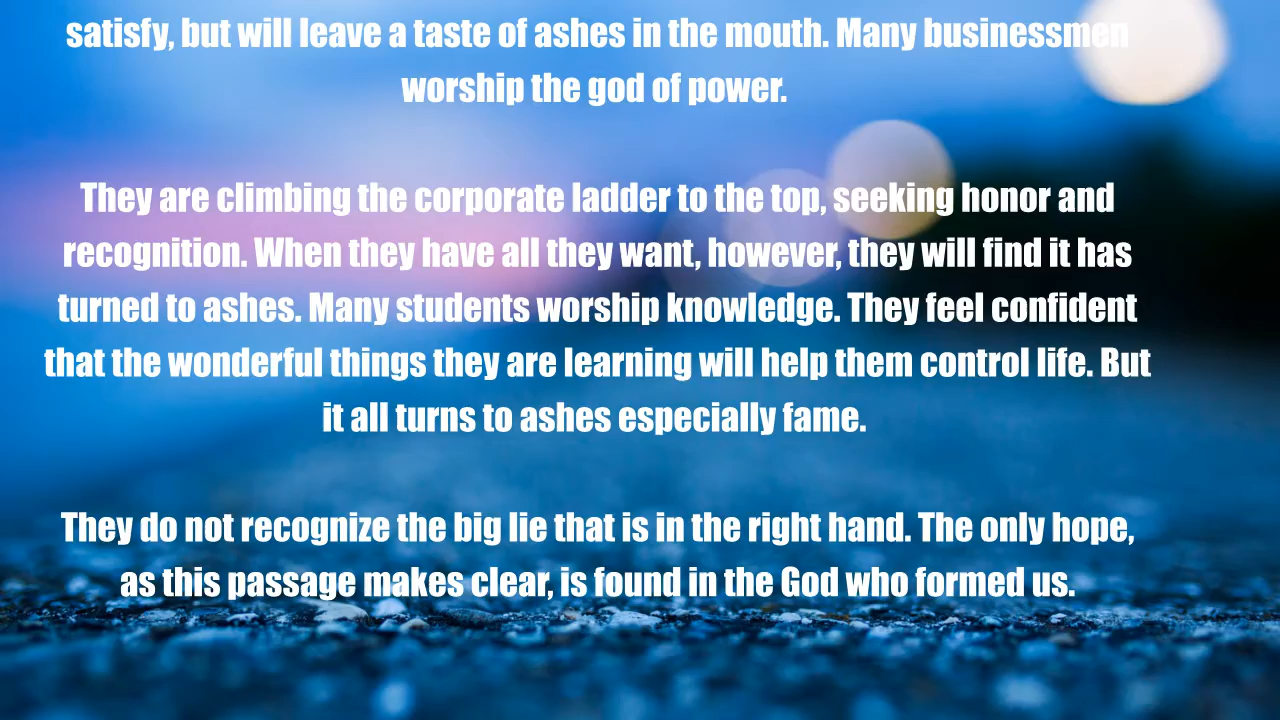 satisfy, but will leave a taste of ashes in the mouth. Many businessmen
worship the god of power.
They are climbing the corporate ladder to the top, seeking honor and
recognition. When they have all they want, however, they will find it has
turned to ashes. Many students worship knowledge. They feel confident
that the wonderful things they are learning will help them control life. But
it all turns to ashes especially fame.
They do not recognize the big lie that is in the right hand. The only hope,
as this passage makes clear, is found in the God who formed us.